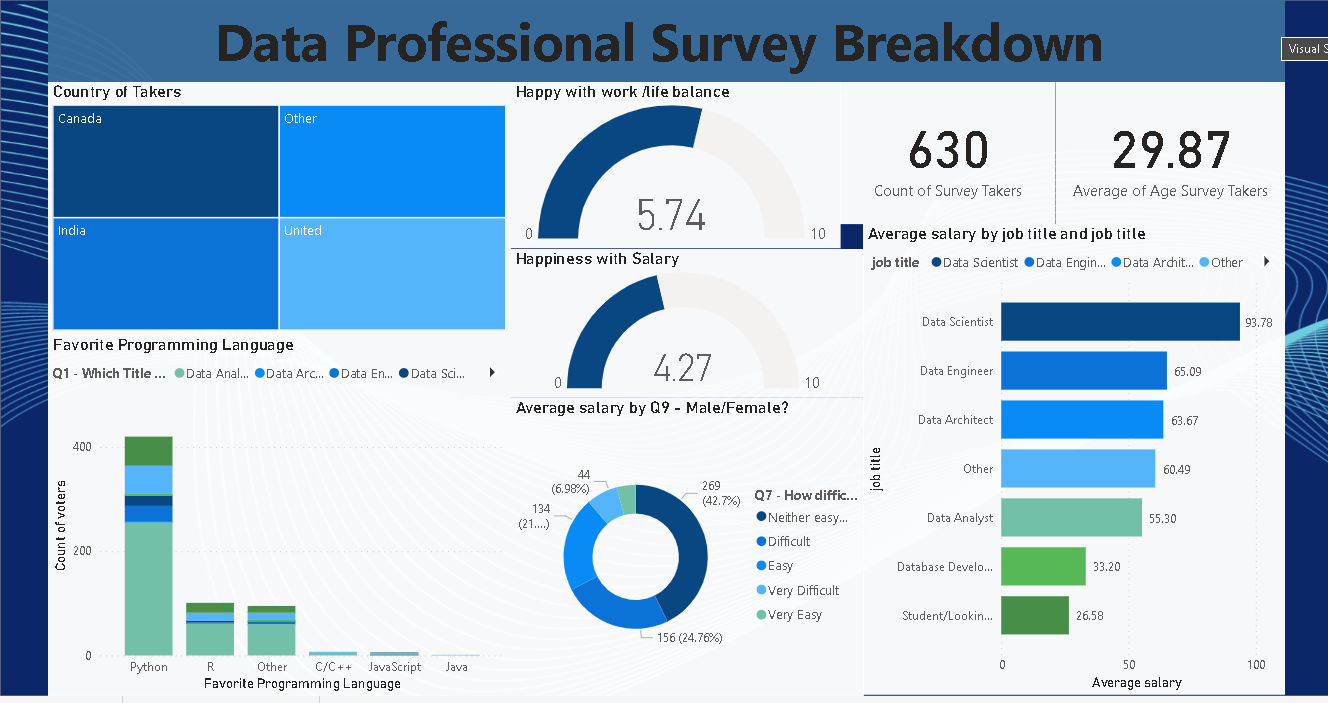 Data Professional Survey Breakdown
Visual S
Country of Takers
Canada
Other
India
United
Happy with work /life balance
5.74
0
10
630
Count of Survey Takers
29.87
Average of Age Survey Takers
Happiness with Salary
4.27
0
10
Favorite Programming Language
Q1 - Which Title ...
Data Anal...
Data Arc...
Data En...
Data Sci...
Count of voters
400
200
0
Python
R
Other
C/C++
JavaScript
Java
Favorite Programming Language
Average salary by Q9 - Male/Female?
44
(6.98%)
269
(42.7%)
134
(21....)
156 (24.76%)
Q7 - How diffic...
Neither easy...
Difficult
Easy
Very Difficult
Very Easy
Average salary by job title and job title
job title
Data Scientist
Data Engin...
Data Archit...
Other
job title
Data Scientist
93.78
Data Engineer
65.09
Data Architect
63.67
Other
60.49
Data Analyst
55.30
Database Develo...
33.20
Student/Lookin...
26.58
0
50
100
Average salary